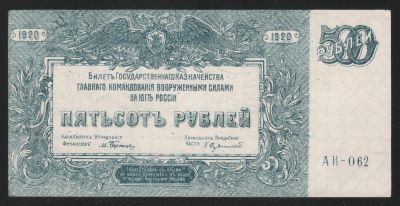 1920
1920
500
РУБЛЕЙ
БИЛЕТЪ ГОСУДАРСТВЕННАГО КАЗНАЧЕЙСТВА
ГЛАВНАГО КОМАНДОВАНІЯ ВООРУЖЕННЫМИ СИЛАМИ
НА ЮГѢ РОССІИ
ПЯТЬСОТЪ РУБЛЕЙ
НАЧАЛЬНИКЪ УПРАВЛЕНІЯ
ФИНАНСОВЪ
НАЧАЛЬНИКЪ КРЕДИТНОЙ
ЧАСТИ
АН-062